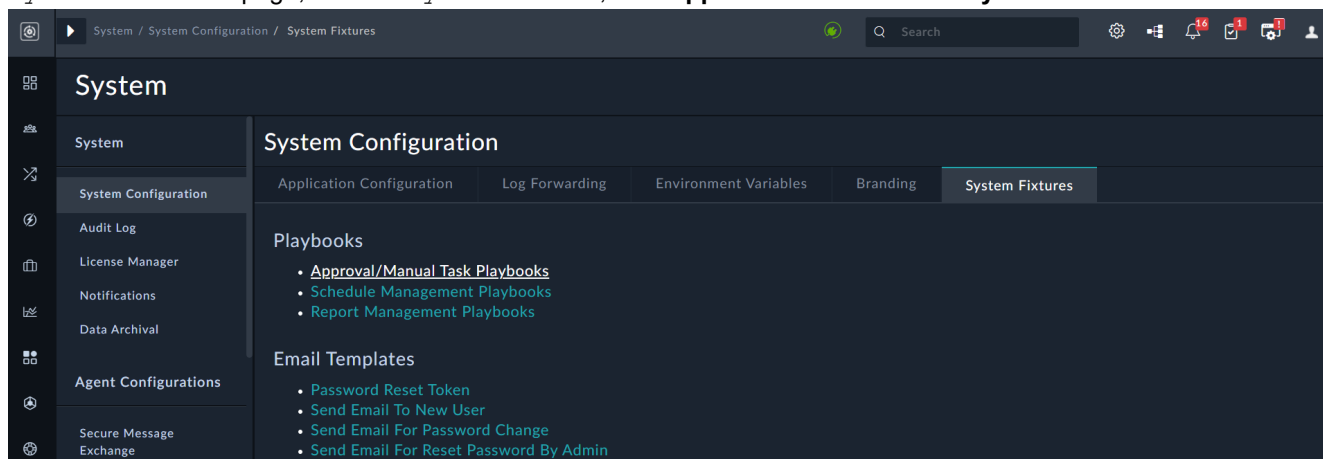 page,
System / System Configuration / System Fixtures
Search
16
1
!
System
System
System Configuration
Audit Log
License Manager
Notifications
Data Archival
Agent Configurations
Secure Message
Exchange
System Configuration
Application Configuration
Log Forwarding
Environment Variables
Branding
System Fixtures
Playbooks
• Approval/Manual Task Playbooks
• Schedule Management Playbooks
• Report Management Playbooks
Email Templates
• Password Reset Token
• Send Email To New User
• Send Email For Password Change
• Send Email For Reset Password By Admin